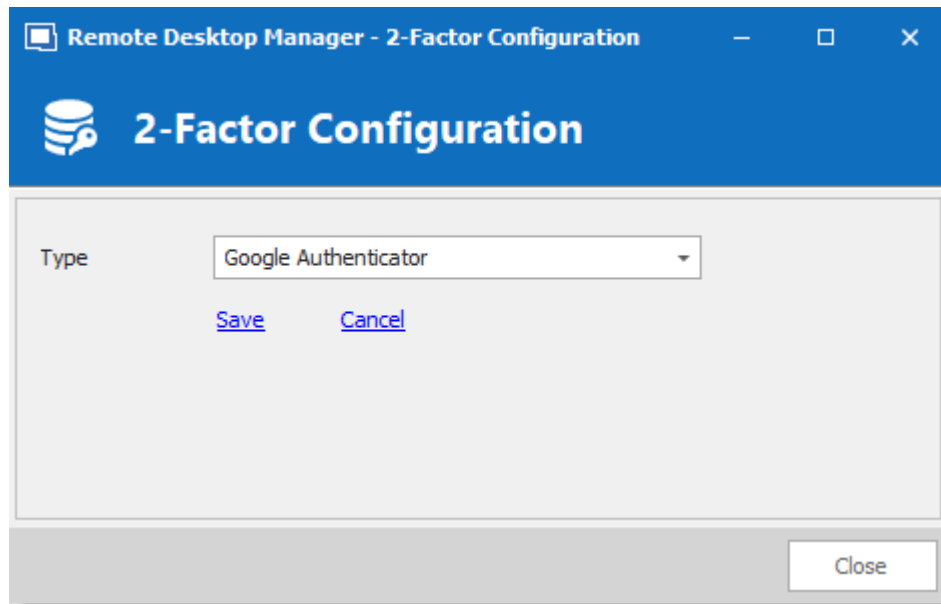 Remote Desktop Manager - 2-Factor Configuration
2-Factor Configuration
Type Google Authenticator
Save Cancel
Close